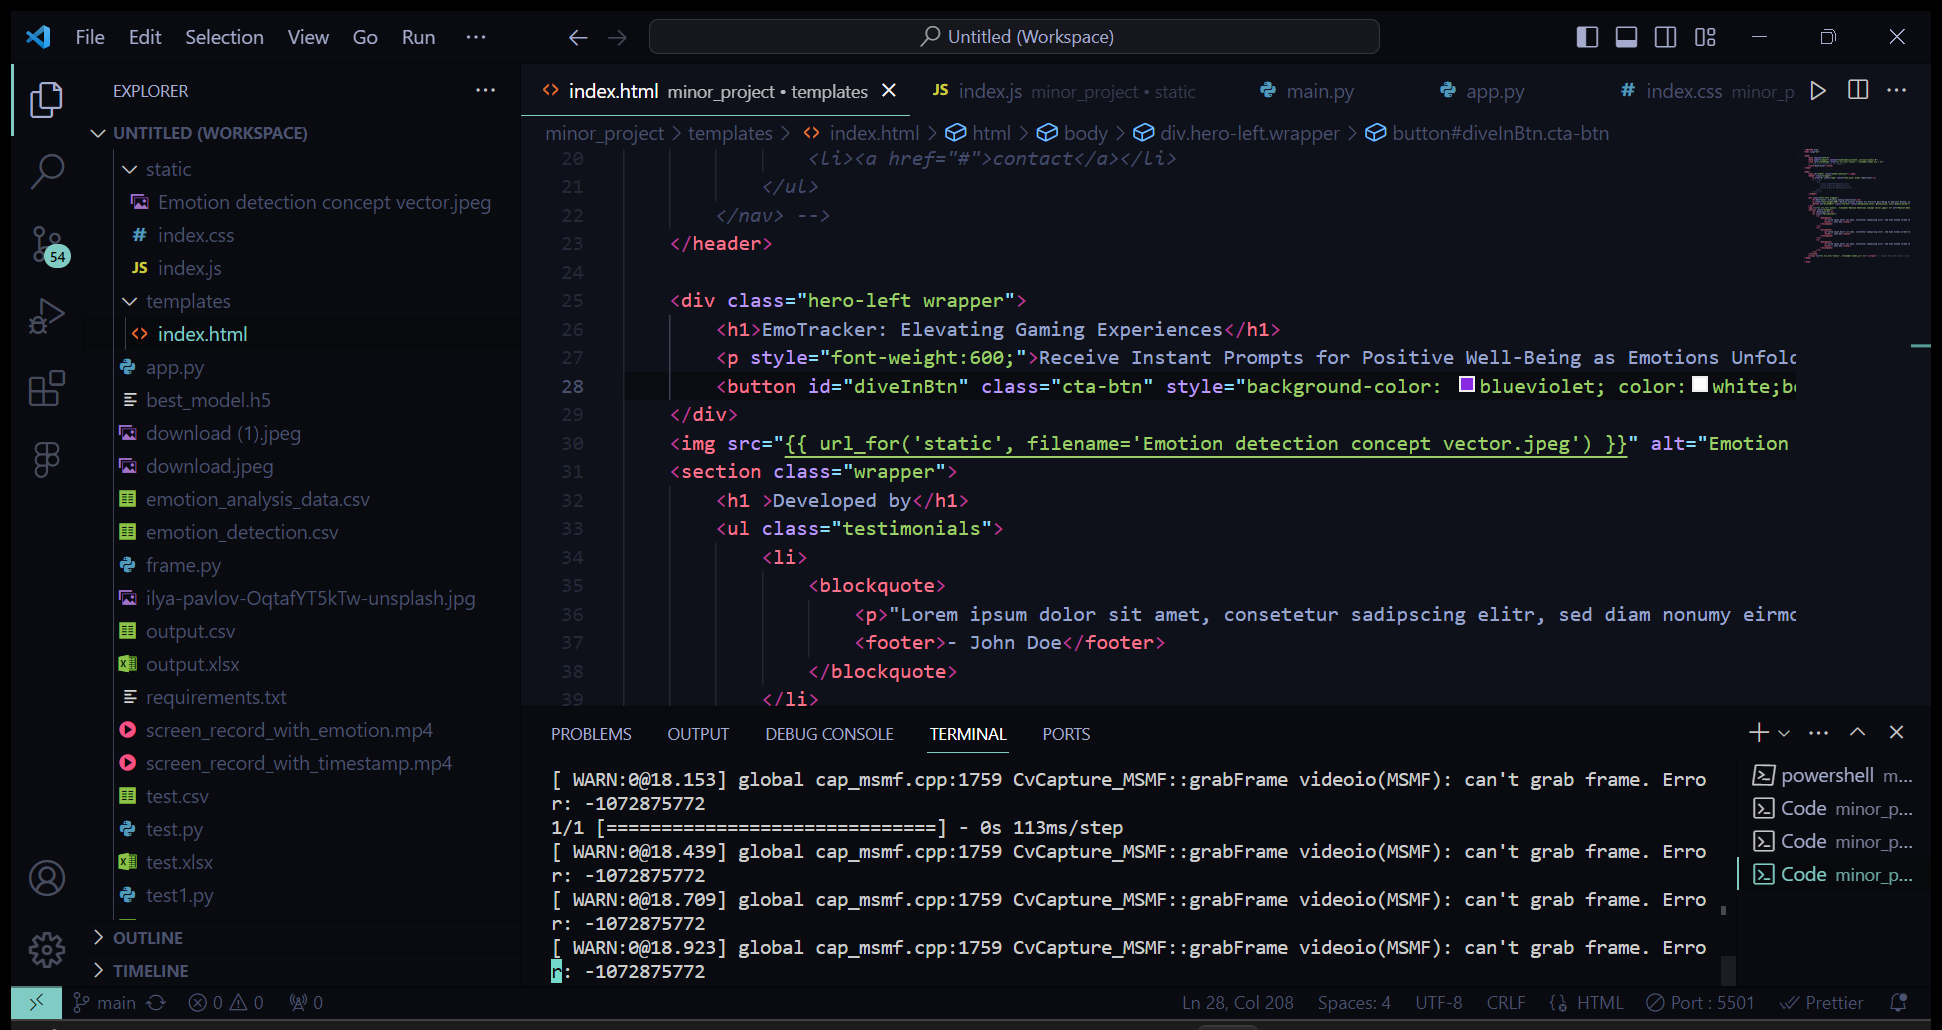 File Edit Selection View Go Run ···
Untitled (Workspace)
EXPLORER ···
UNTITLED (WORKSPACE)
static
Emotion detection concept vector.jpeg
# index.css
JS index.js
templates
<> index.html
app.py
best_model.h5
download (1).jpeg
download.jpeg
emotion_analysis_data.csv
emotion_detection.csv
frame.py
ilya-pavlov-OqtafYT5kTw-unsplash.jpg
output.csv
output.xlsx
requirements.txt
screen_record_with_emotion.mp4
screen_record_with_timestamp.mp4
test.csv
test.py
test.xlsx
test1.py
OUTLINE
TIMELINE
54
<> index.html minor_project • templates JS index.js minor_project • static main.py app.py # index.css minor_p
minor_project > templates > <> index.html > html > body > div.hero-left.wrapper > button#diveInBtn.cta-btn
20 <li><a href="#">contact</a></li>
21 </ul>
22 </nav> -->
23 </header>
24
25 <div class="hero-left wrapper">
26 <h1>EmoTracker: Elevating Gaming Experiences</h1>
27 <p style="font-weight:600;">Receive Instant Prompts for Positive Well-Being as Emotions Unfol
28 <button id="diveInBtn" class="cta-btn" style="background-color: blueviolet; color: white;b
29 </div>
30 <img src="{{ url_for('static', filename='Emotion detection concept vector.jpeg') }}" alt="Emotion
31 <section class="wrapper">
32 <h1 >Developed by</h1>
33 <ul class="testimonials">
34 <li>
35 <blockquote>
36 <p>"Lorem ipsum dolor sit amet, consetetur sadipscing elitr, sed diam nonumy eirm
37 <footer>- John Doe</footer>
38 </blockquote>
39 </li>
PROBLEMS OUTPUT DEBUG CONSOLE TERMINAL PORTS
[ WARN:0@18.153] global cap_msmf.cpp:1759 CvCapture_MSMF::grabFrame videoio(MSMF): can't grab frame. Erro
r: -1072875772
1/1 [==============================] - 0s 113ms/step
[ WARN:0@18.439] global cap_msmf.cpp:1759 CvCapture_MSMF::grabFrame videoio(MSMF): can't grab frame. Erro
r: -1072875772
[ WARN:0@18.709] global cap_msmf.cpp:1759 CvCapture_MSMF::grabFrame videoio(MSMF): can't grab frame. Erro
r: -1072875772
[ WARN:0@18.923] global cap_msmf.cpp:1759 CvCapture_MSMF::grabFrame videoio(MSMF): can't grab frame. Erro
r: -1072875772
powershell m...
Code minor_p...
Code minor_p...
Code minor_p...
main 0 0 0 Ln 28, Col 208 Spaces: 4 UTF-8 CRLF HTML Port : 5501 Prettier